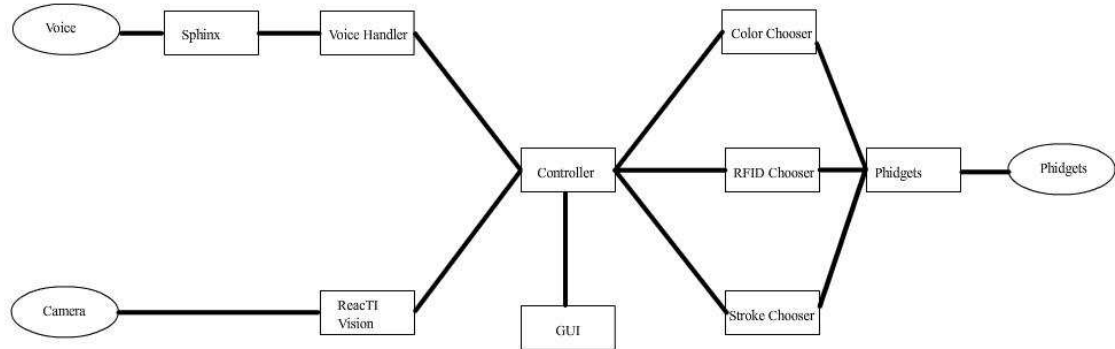 Voice
Sphinx
Voice Handler
Color Chooser
Controller
RFID Chooser
Phidgets
Phidgets
Camera
ReacTI
Vision
GUI
Stroke Chooser